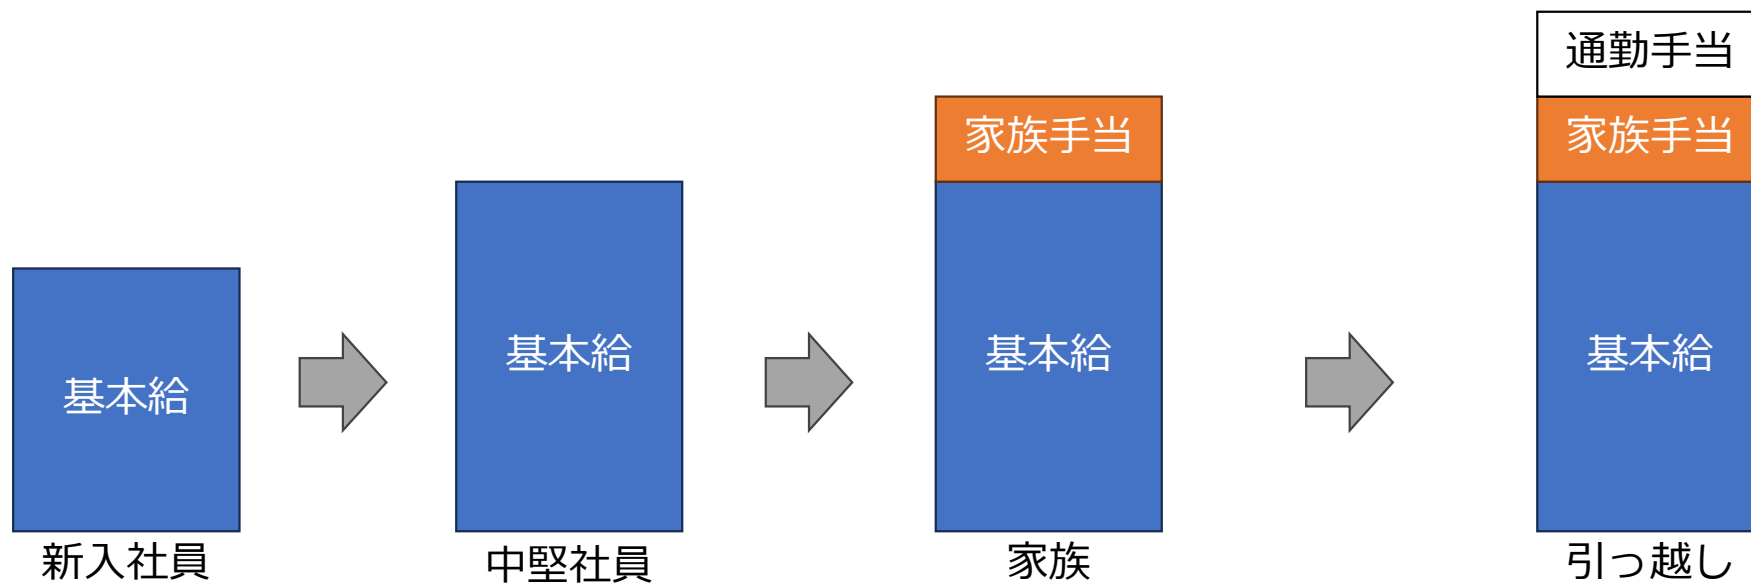 基本給
新入社員
基本給
中堅社員
家族手当
基本給
家族
通勤手当
家族手当
基本給
引っ越し